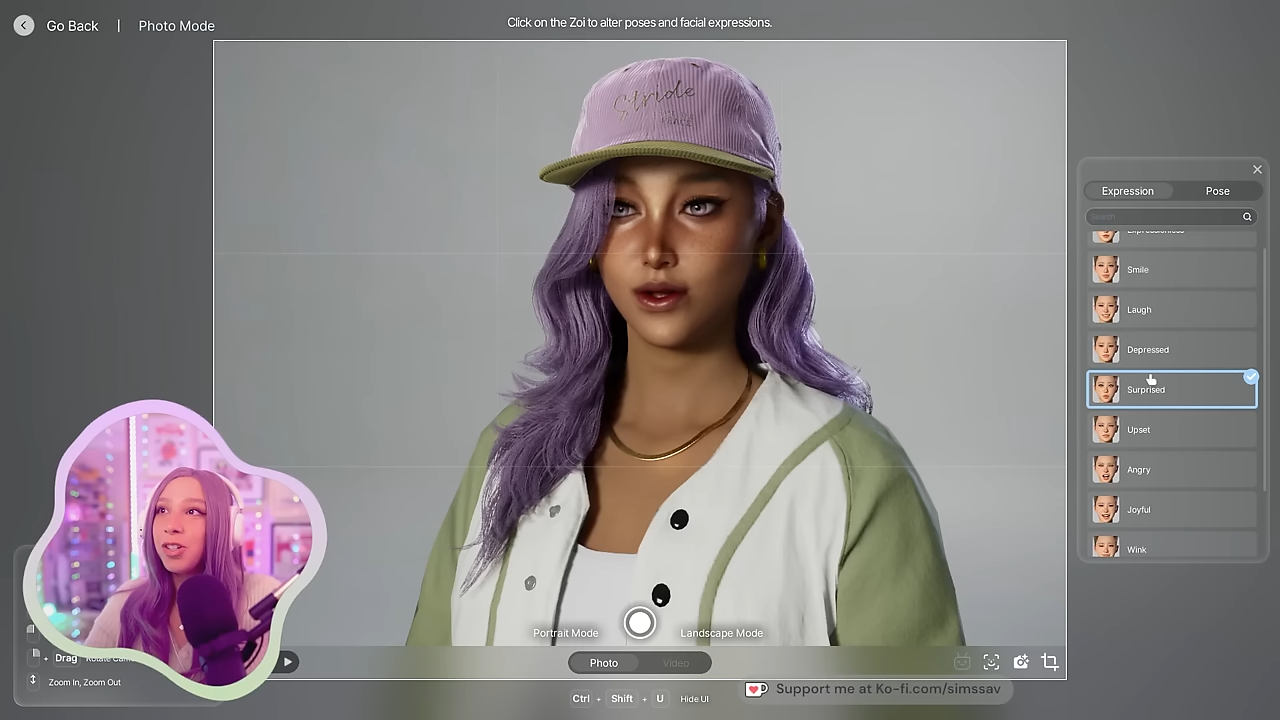 Go Back | Photo Mode
Click on the Zoi to alter poses and facial expressions.
Stride
Expression
Pose
Search
Expressionless
Smile
Laugh
Depressed
Surprised
Upset
Angry
Joyful
Wink
Portrait Mode
Landscape Mode
Photo
Video
+ Drag
Zoom In, Zoom Out
Ctrl + Shift + U Hide UI
Support me at Ko-fi.com/simssav